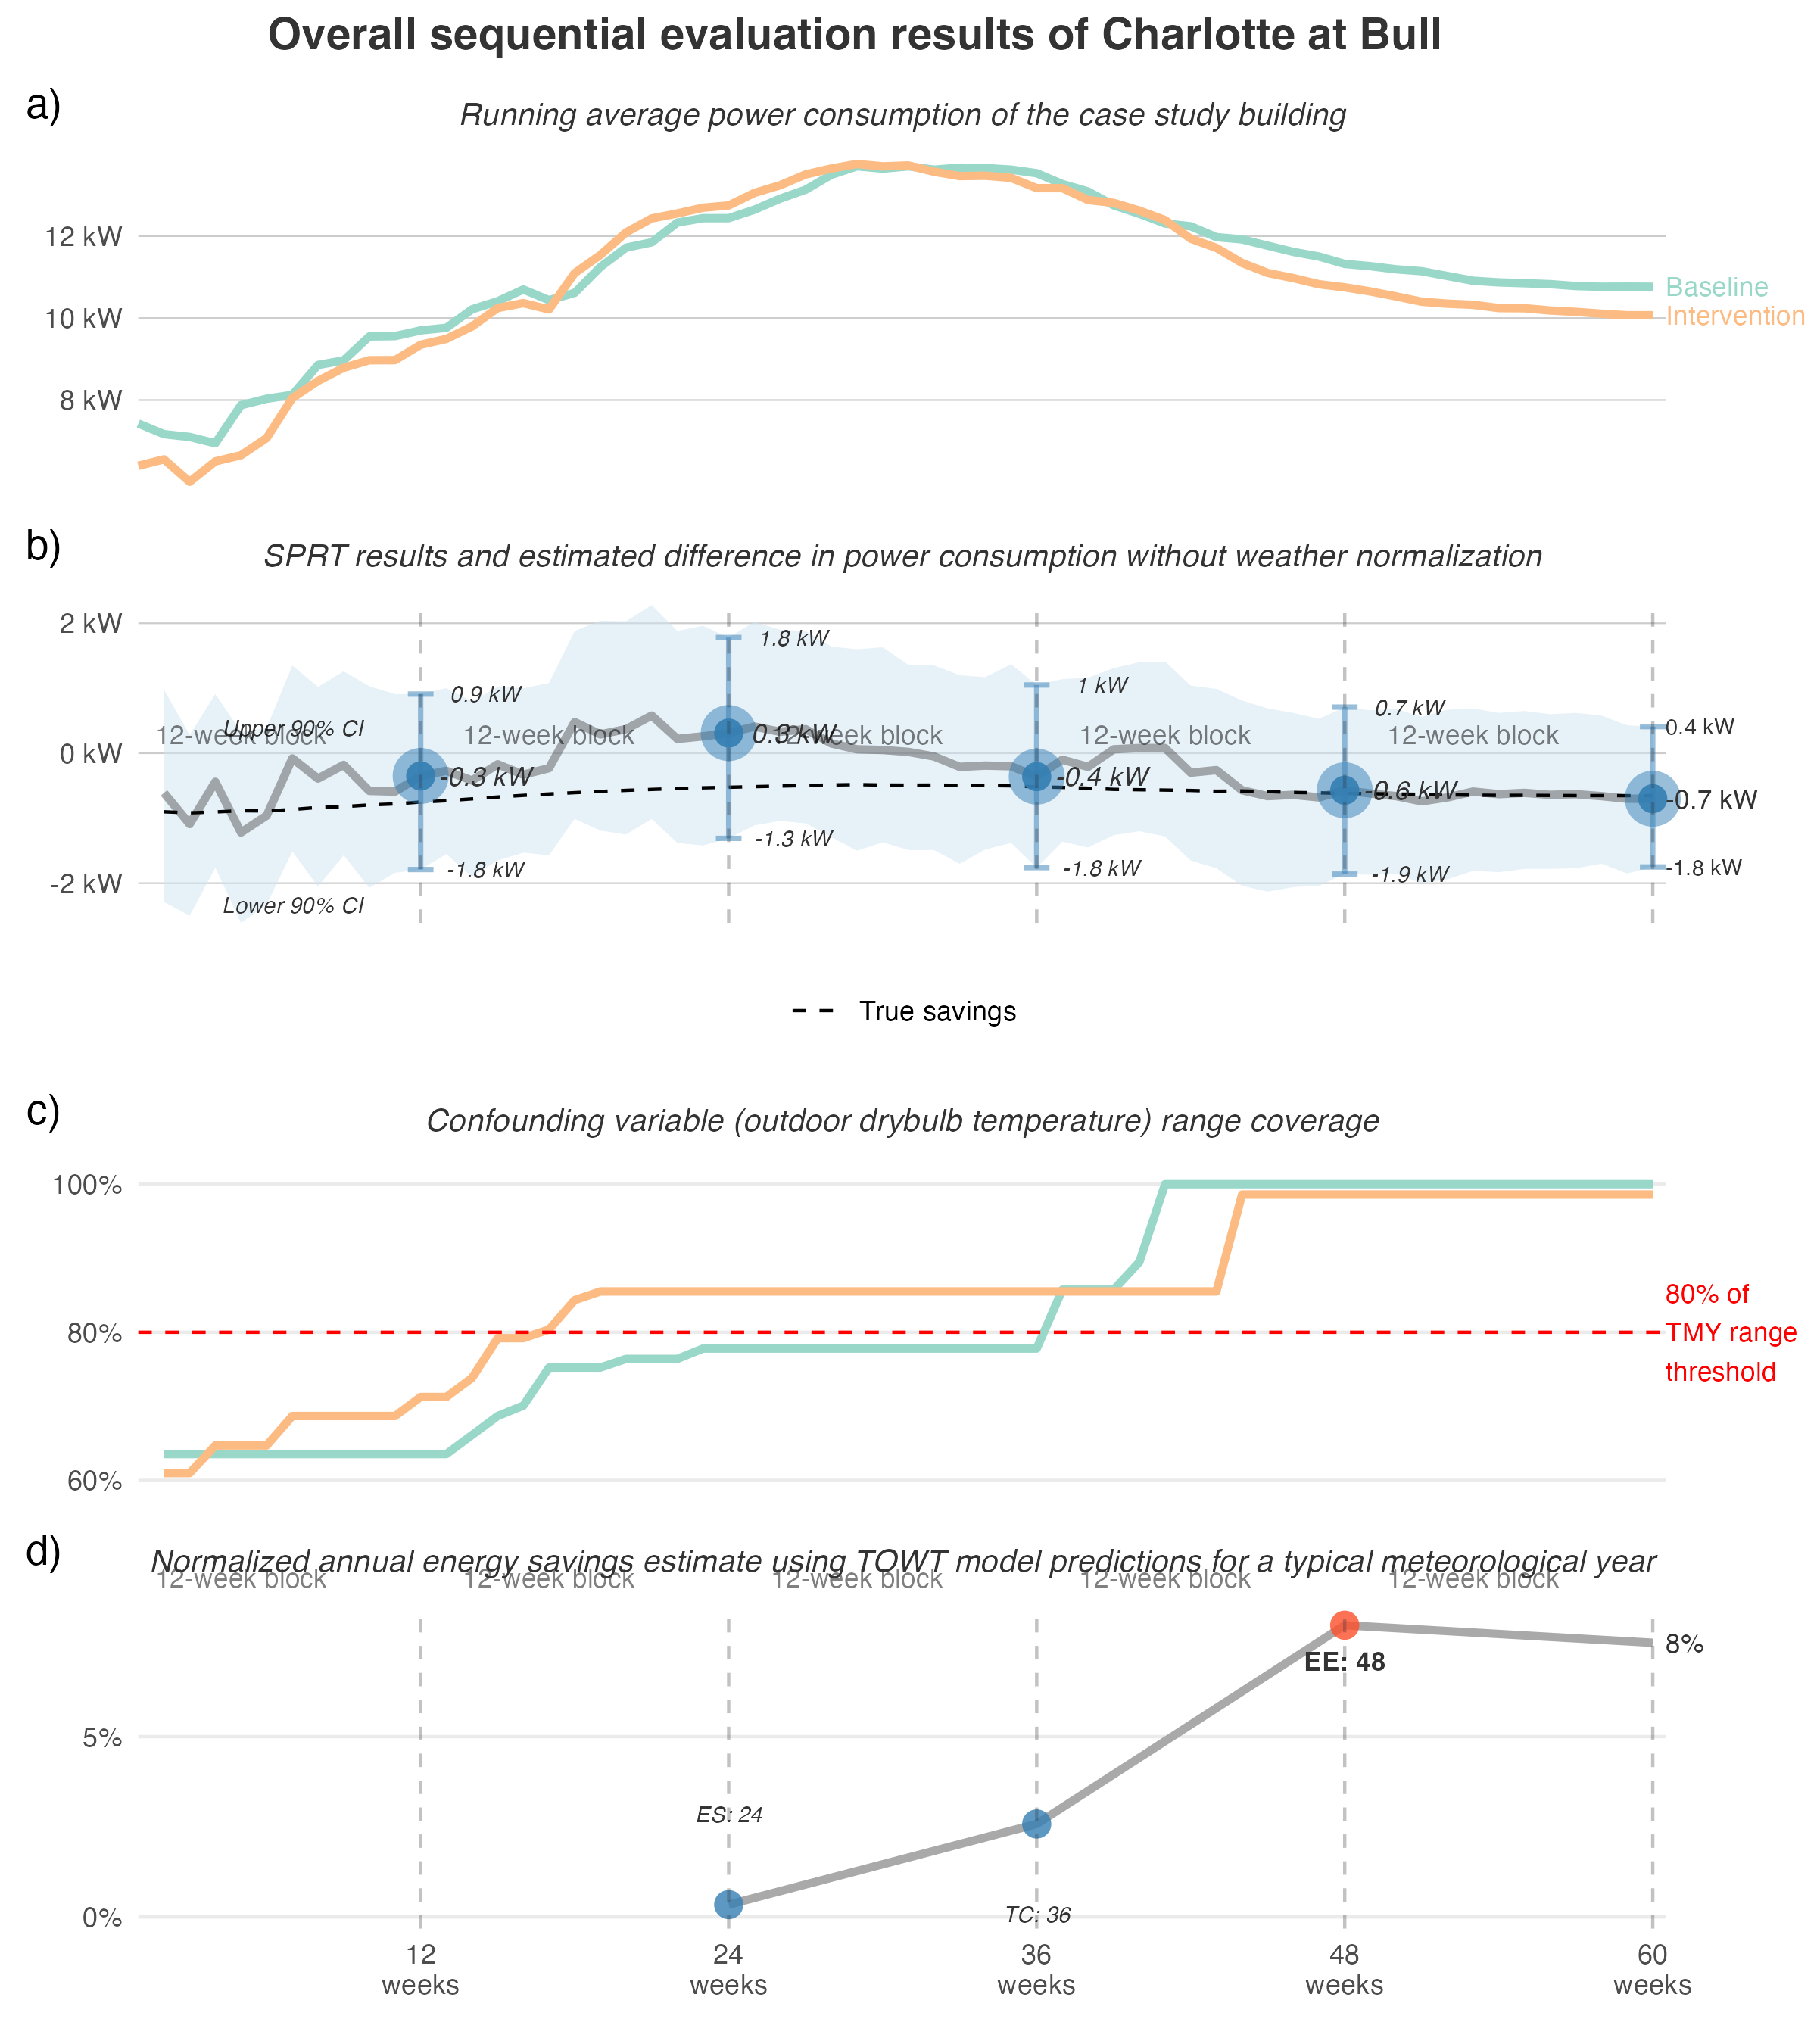 Overall sequential evaluation results of Charlotte at Bull
a)
Running average power consumption of the case study building
12 kW
10 kW
8 kW
Baseline
Intervention
b)
SPRT results and estimated difference in power consumption without weather normalization
2 kW
0 kW
-2 kW
1.8 kW
0.9 kW
1 kW
0.7 kW
0.4 kW
Upper 90% CI
12-week block
12-week block
12-week block
12-week block
12-week block
-0.3 kW
0.3 kW
-0.4 kW
-0.6 kW
-0.7 kW
-1.8 kW
-1.3 kW
-1.8 kW
-1.9 kW
-1.8 kW
Lower 90% CI
True savings
c)
Confounding variable (outdoor drybulb temperature) range coverage
100%
80%
60%
80% of
TMY range
threshold
d)
Normalized annual energy savings estimate using TOWT model predictions for a typical meteorological year
12-week block
12-week block
12-week block
12-week block
12-week block
8%
EE: 48
5%
ES: 24
TC: 36
0%
12
weeks
24
weeks
36
weeks
48
weeks
60
weeks